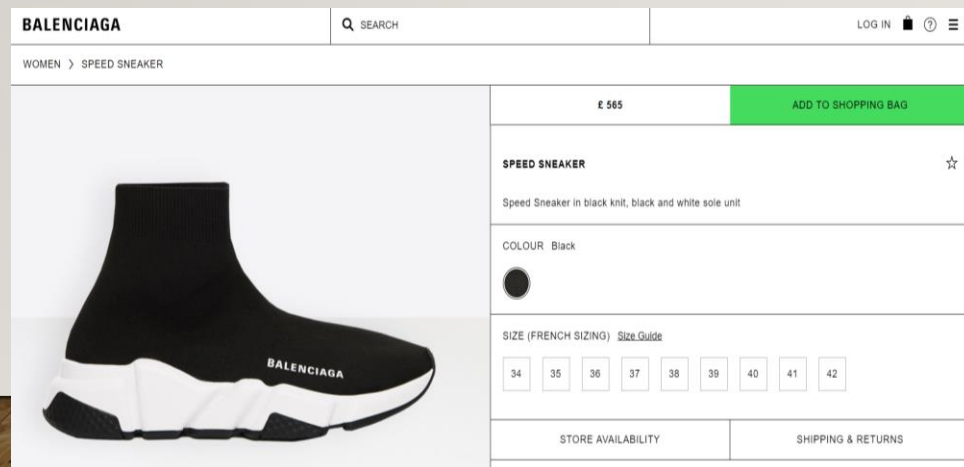 BALENCIAGA
SEARCH
LOG IN
?
WOMEN > SPEED SNEAKER
£ 565
ADD TO SHOPPING BAG
SPEED SNEAKER
Speed Sneaker in black knit, black and white sole unit
COLOUR Black
SIZE (FRENCH SIZING) Size Guide
34 35 36 37 38 39 40 41 42
STORE AVAILABILITY
SHIPPING & RETURNS
BALENCIAGA